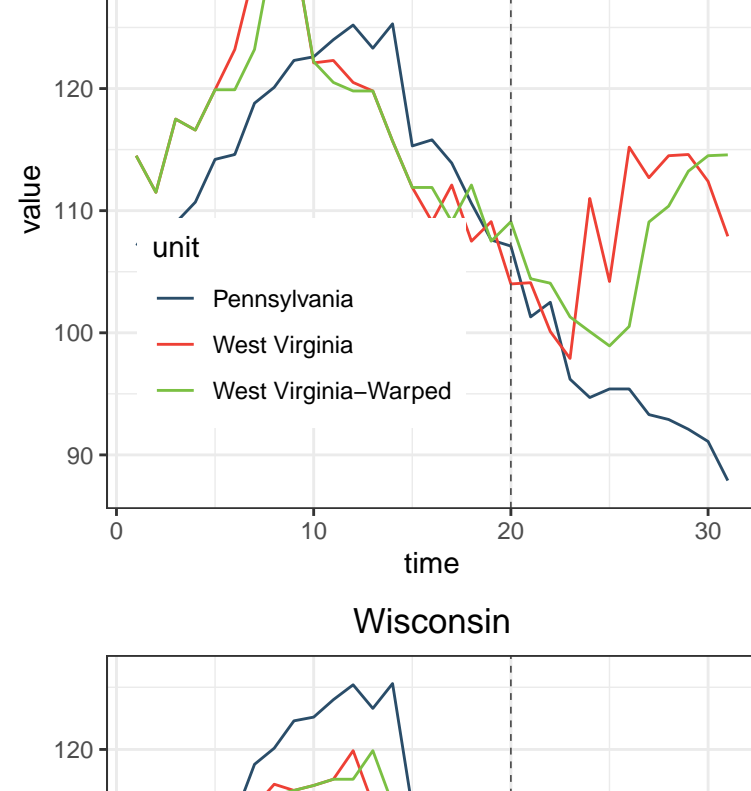 120
110
100
90
value
unit
Pennsylvania
West Virginia
West Virginia−Warped
0 10 20 30
time
Wisconsin
120